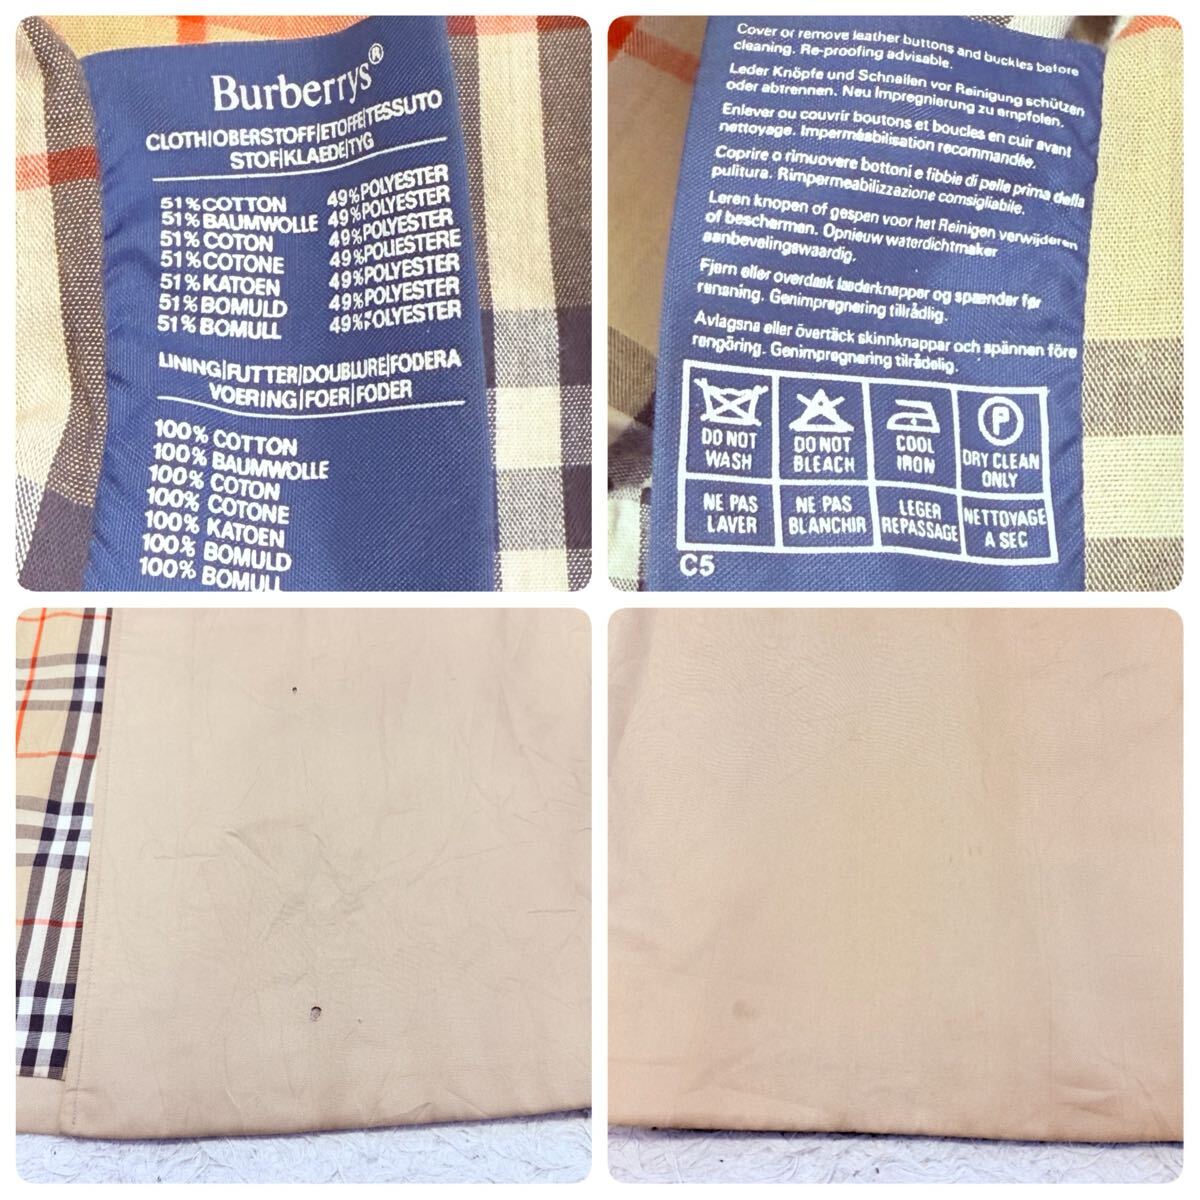 Burberrys®
CLOTH|OBERSTOFF|ETOFFE|TESSUTO
STOF|KLAEDE|TYG
51% COTTON 49% POLYESTER
51% BAUMWOLLE 49% POLYESTER
51% COTON 49% POLYESTER
51% COTONE 49% POLIESTERE
51% KATOEN 49% POLYESTER
51% BOMULD 49% POLYESTER
51% BOMULL 49% POLYESTER
LINING|FUTTER|DOUBLURE|FODERA
VOERING|FOER|FODER
100% COTTON
100% BAUMWOLLE
100% COTON
100% COTONE
100% KATOEN
100% BOMULD
100% BOMULL
Cover or remove leather buttons and buckles before
cleaning. Re-proofing advisable.
Leder Knöpfe und Schnallen vor Reinigung schützen
oder abtrennen. Neu Impregnierung zu empfolen.
Enlever ou couvrir boutons et boucles en cuir avant
nettoyage. Imperméabilisation recommandée.
Coprire o rimuovere bottoni e fibbie di pelle prima della
pulitura. Rimpermeabilizzazione comsigliabile.
Leren knopen of gespen voor het Reinigen verwijderen
of beschermen. Opnieuw waterdichtmaker
aanbevelingswaardig.
Fjern eller overdæk læderknapper og spænder før
rensning. Genimprægnering tillrådlig.
Avlagsna eller övertäck skinnknappar och spännen före
rengöring. Genimpregnering tilrådelig.
DO NOT WASH
DO NOT BLEACH
COOL IRON
P
DRY CLEAN ONLY
NE PAS LAVER
NE PAS BLANCHIR
LEGER REPASSAGE
NETTOYAGE A SEC
C5